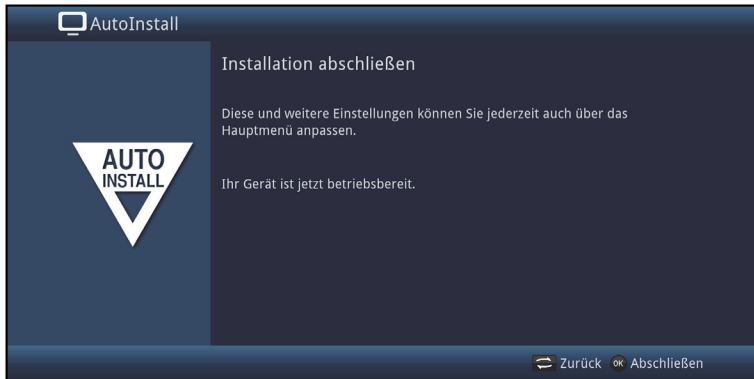 AutoInstall
Installation abschließen
Diese und weitere Einstellungen können Sie jederzeit auch über das
Hauptmenü anpassen.
AUTO
INSTALL
Ihr Gerät ist jetzt betriebsbereit.
Zurück OK Abschließen